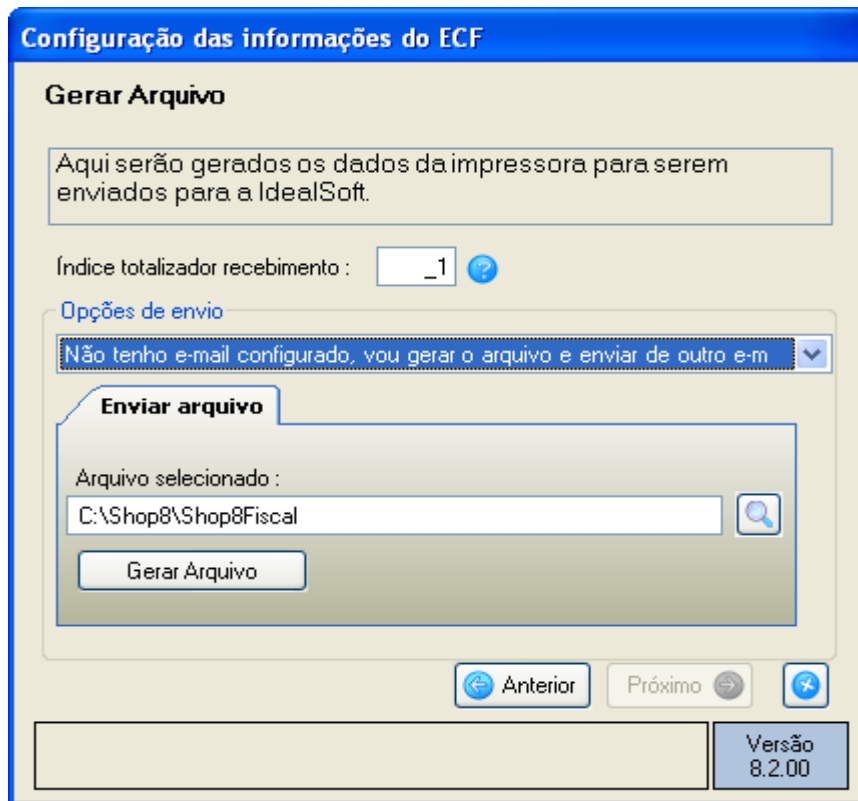 Configuração das informações do ECF
Gerar Arquivo
Aqui serão gerados os dados da impressora para serem
enviados para a IdealSoft.
Índice totalizador recebimento : _1
Opções de envio
Não tenho e-mail configurado, vou gerar o arquivo e enviar de outro e-m
Enviar arquivo
Arquivo selecionado :
C:\Shop8\Shop8Fiscal
Gerar Arquivo
Anterior Próximo
Versão
8.2.00